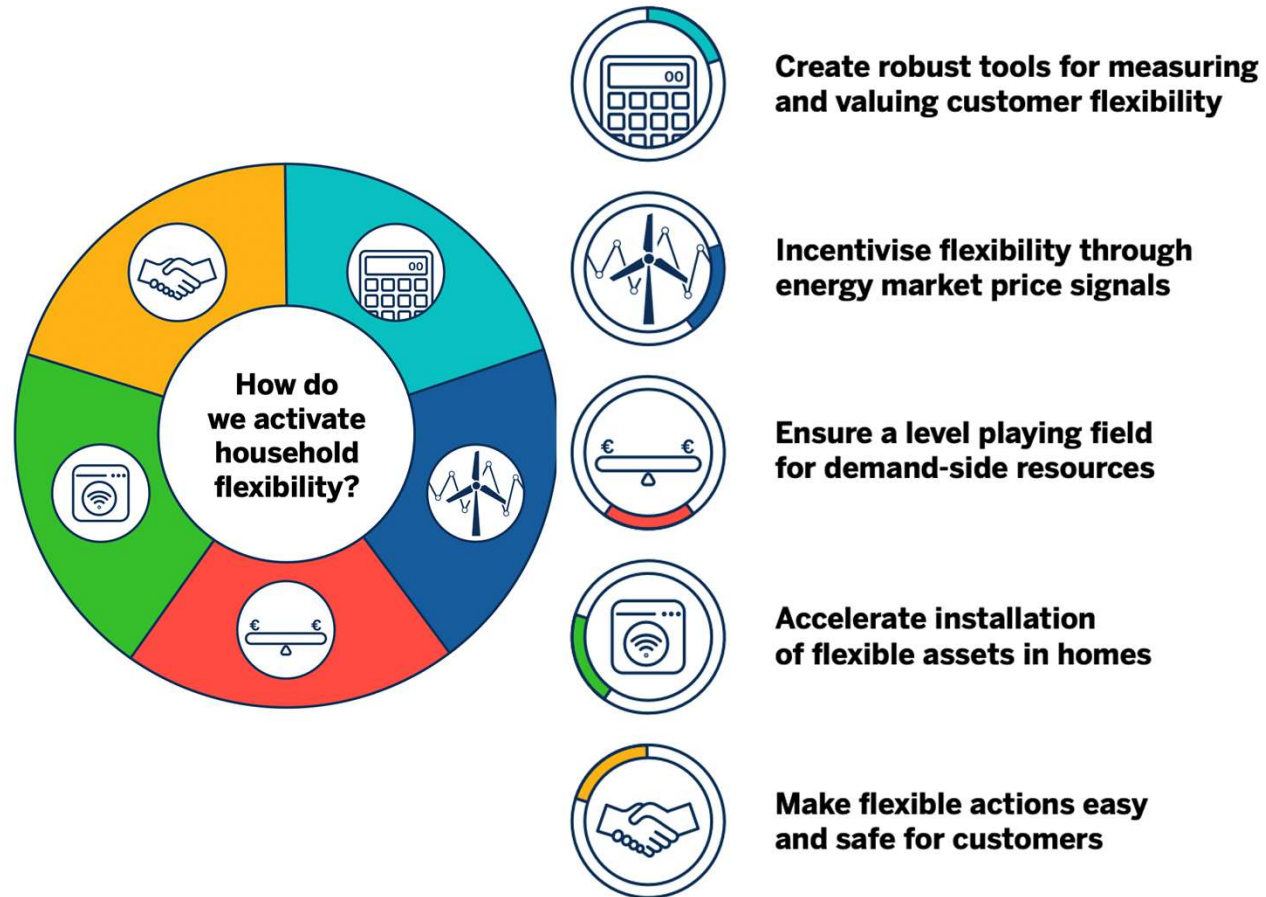 00
Create robust tools for measuring
and valuing customer flexibility
00
How do
we activate
household
flexibility?
Incentivise flexibility through
energy market price signals
€ €
Ensure a level playing field
for demand-side resources
€ €
Accelerate installation
of flexible assets in homes
Make flexible actions easy
and safe for customers